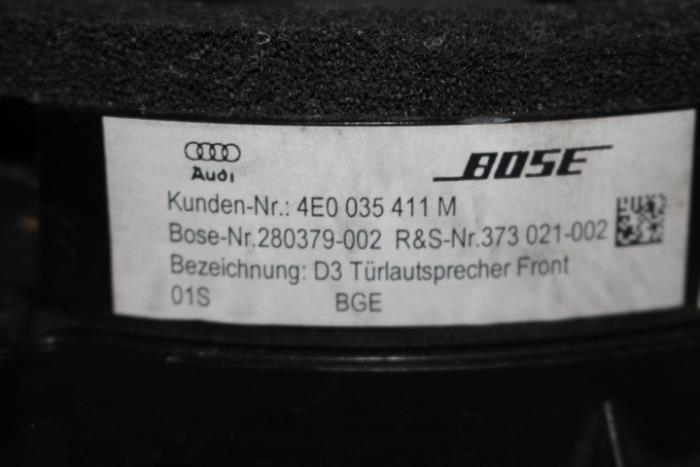 Audi
BOSE
Kunden-Nr.: 4E0 035 411 M
Bose-Nr.280379-002 R&S-Nr.373 021-002
Bezeichnung: D3 Türlautsprecher Front
01S BGE